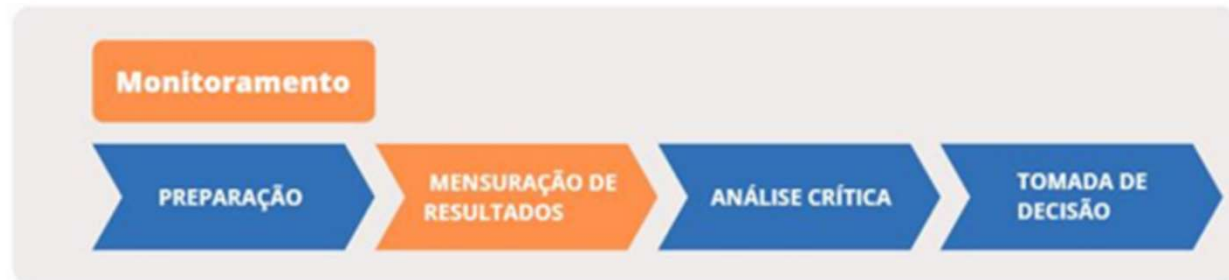 Monitoramento
PREPARAÇÃO
MENSURAÇÃO DE
RESULTADOS
ANÁLISE CRÍTICA
TOMADA DE
DECISÃO